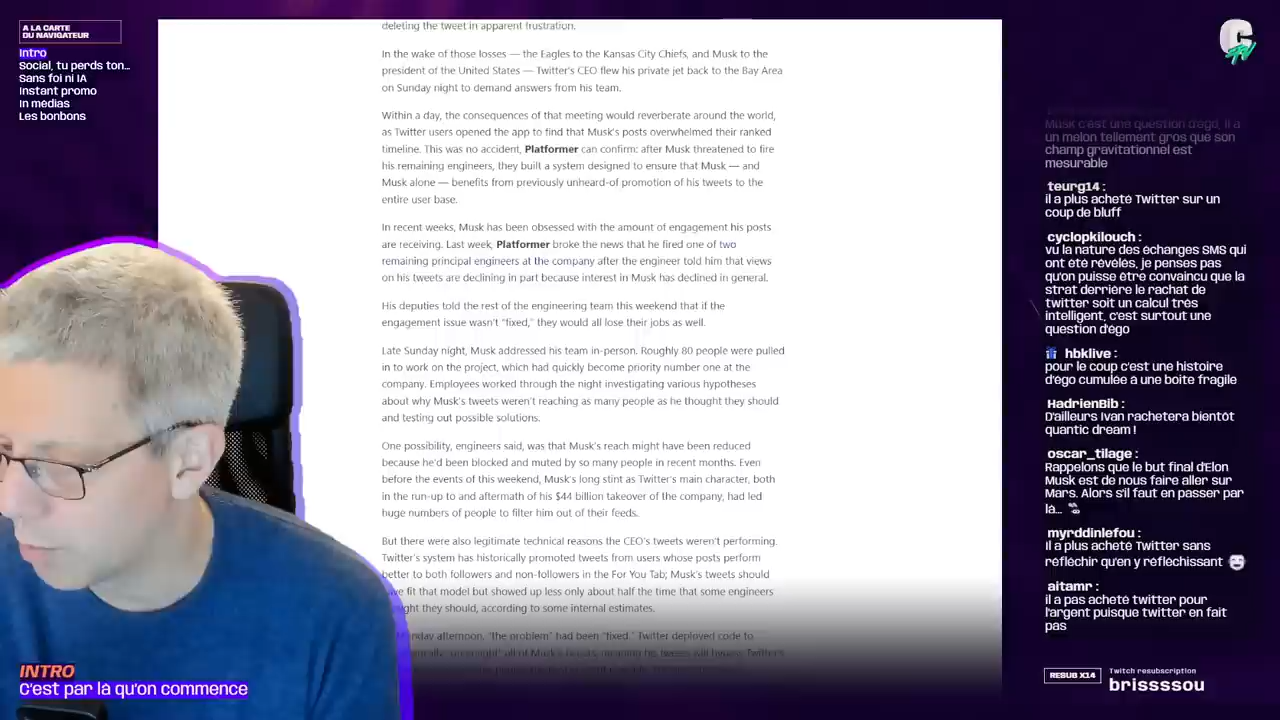 A LA CARTE
DU NAVIGATEUR
Intro
Social, tu perds ton...
Sans foi ni IA
Instant promo
In médias
Les bonbons
deleting the tweet in apparent frustration.
In the wake of those losses — the Eagles to the Kansas City Chiefs, and Musk to the
president of the United States — Twitter's CEO flew his private jet back to the Bay Area
on Sunday night to demand answers from his team.
Within a day, the consequences of that meeting would reverberate around the world,
as Twitter users opened the app to find that Musk's posts overwhelmed their ranked
timeline. This was no accident, Platformer can confirm: after Musk threatened to fire
his remaining engineers, they built a system designed to ensure that Musk — and
Musk alone — benefits from previously unheard-of promotion of his tweets to the
entire user base.
In recent weeks, Musk has been obsessed with the amount of engagement his posts
are receiving. Last week, Platformer broke the news that he fired one of two
remaining principal engineers at the company after the engineer told him that views
on his tweets are declining in part because interest in Musk has declined in general.
His deputies told the rest of the engineering team this weekend that if the
engagement issue wasn't "fixed," they would all lose their jobs as well.
Late Sunday night, Musk addressed his team in-person. Roughly 80 people were pulled
in to work on the project, which had quickly become priority number one at the
company. Employees worked through the night investigating various hypotheses
about why Musk's tweets weren't reaching as many people as he thought they should
and testing out possible solutions.
One possibility, engineers said, was that Musk's reach might have been reduced
because he'd been blocked and muted by so many people in recent months. Even
before the events of this weekend, Musk's long stint as Twitter's main character, both
in the run-up to and aftermath of his $44 billion takeover of the company, had led
huge numbers of people to filter him out of their feeds.
But there were also legitimate technical reasons the CEO's tweets weren't performing.
Twitter's system has historically promoted tweets from users whose posts perform
better to both followers and non-followers in the For You Tab; Musk's tweets should
fit that model but showed up less only about half the time that some engineers
they should, according to some internal estimates.
afternoon, "the problem" had been "fixed." Twitter deployed code to
all of Musk's tweets, meaning his tweets will bypass Twitter's
INTRO
C'est par là qu'on commence
C
TV
Musk c'est une question d'égo, il a
un melon tellement gros que son
champ gravitationnel est
mesurable
teurg14 :
il a plus acheté Twitter sur un
coup de bluff
cyclopkilouch :
vu la nature des échanges SMS qui
ont été révélés, je penses pas
qu'on puisse être convaincu que la
strat derrière le rachat de
twitter soit un calcul très
intelligent, c'est surtout une
question d'égo
hbklive :
pour le coup c'est une histoire
d'égo cumulée à une boite fragile
HadrienBib :
D'ailleurs Ivan rachetera bientôt
quantic dream !
oscar_tilage :
Rappelons que le but final d'Elon
Musk est de nous faire aller sur
Mars. Alors s'il faut en passer par
là...
myrddinlefou :
Il a plus acheté Twitter sans
réfléchir qu'en y réfléchissant
aitamr :
il a pas acheté twitter pour
l'argent puisque twitter en fait
pas
RESUB X14
Twitch resubscription
brissssou